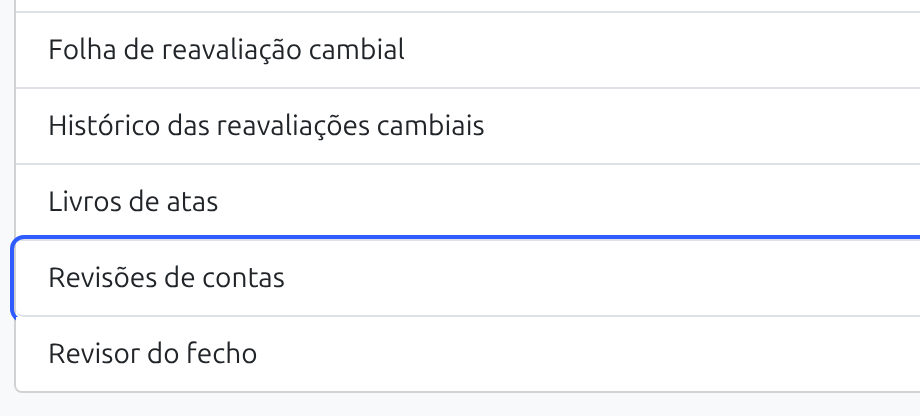 Folha de reavaliação cambial
Histórico das reavaliações cambiais
Livros de atas
Revisões de contas
Revisor do fecho